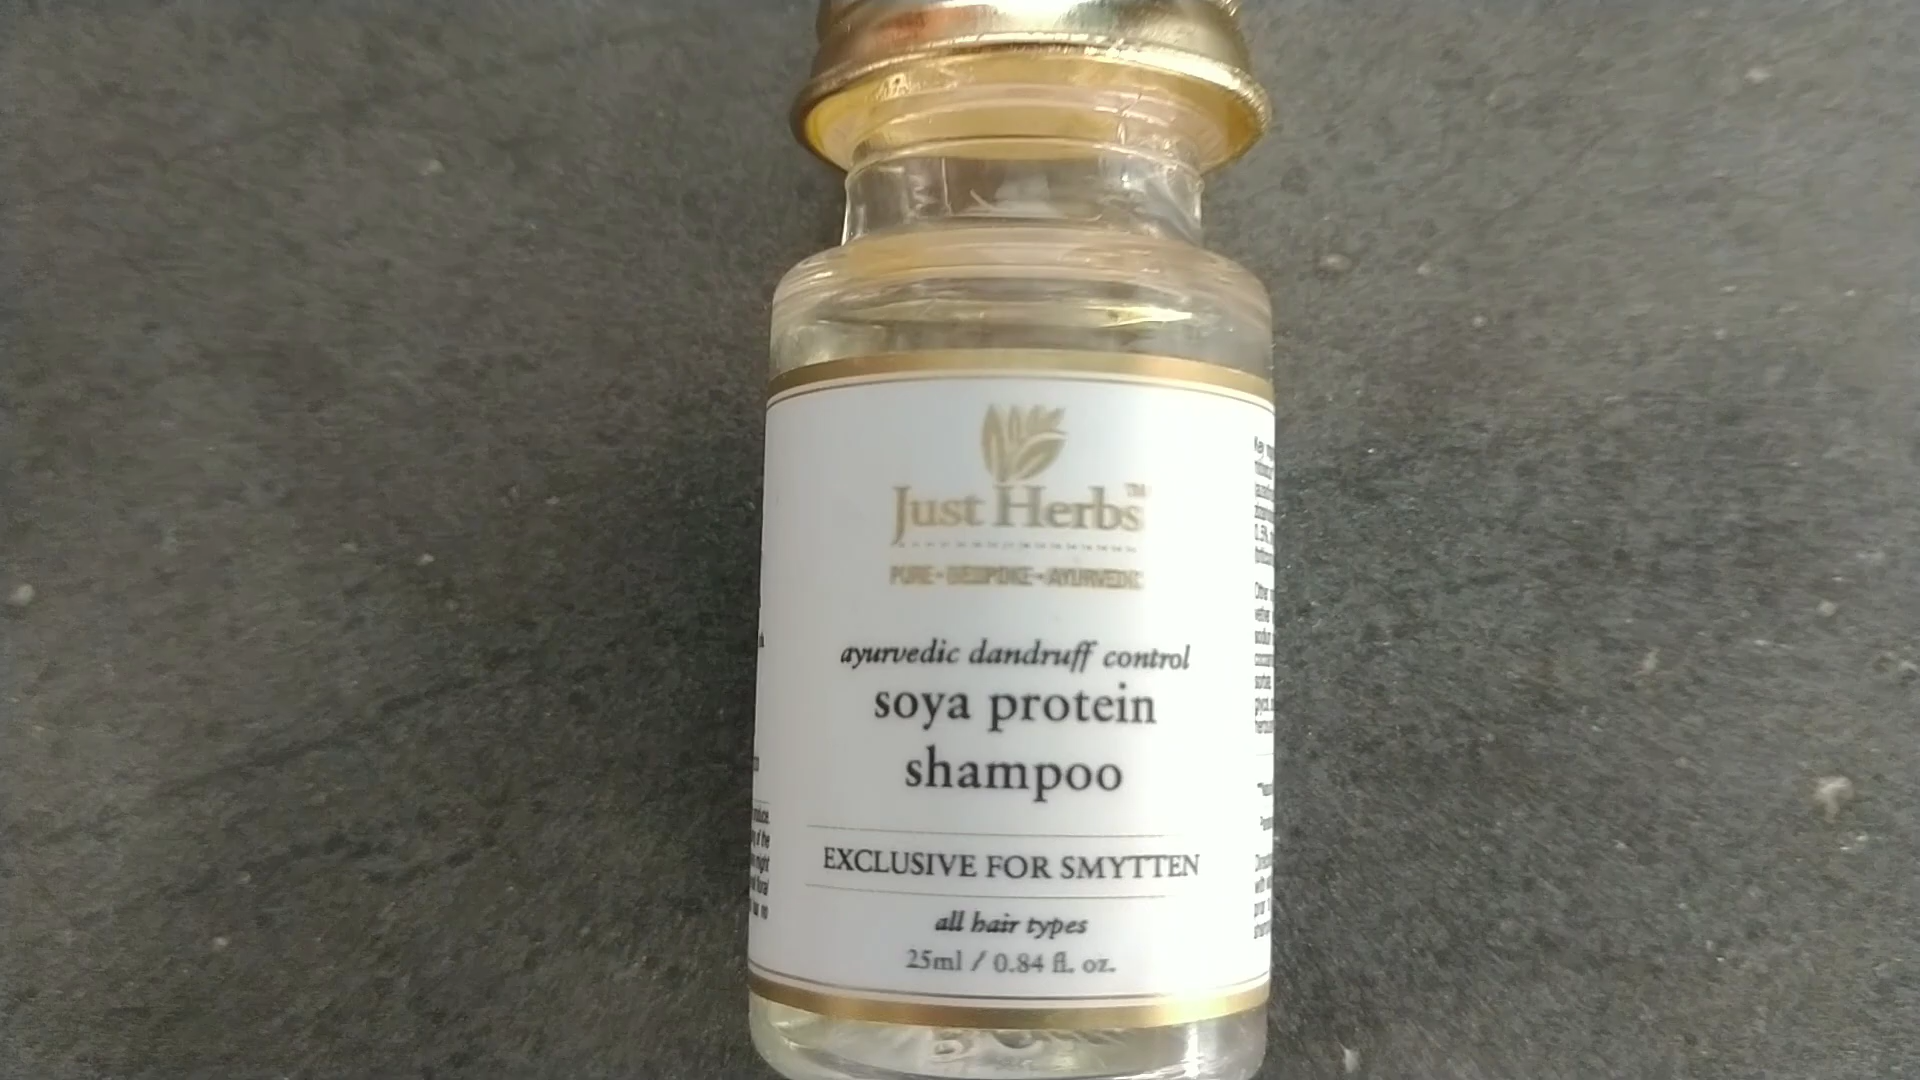 Just Herbs™
PURE • BESPOKE • AYURVEDIC
ayurvedic dandruff control
soya protein
shampoo
EXCLUSIVE FOR SMYTTEN
all hair types
25ml / 0.84 fl. oz.